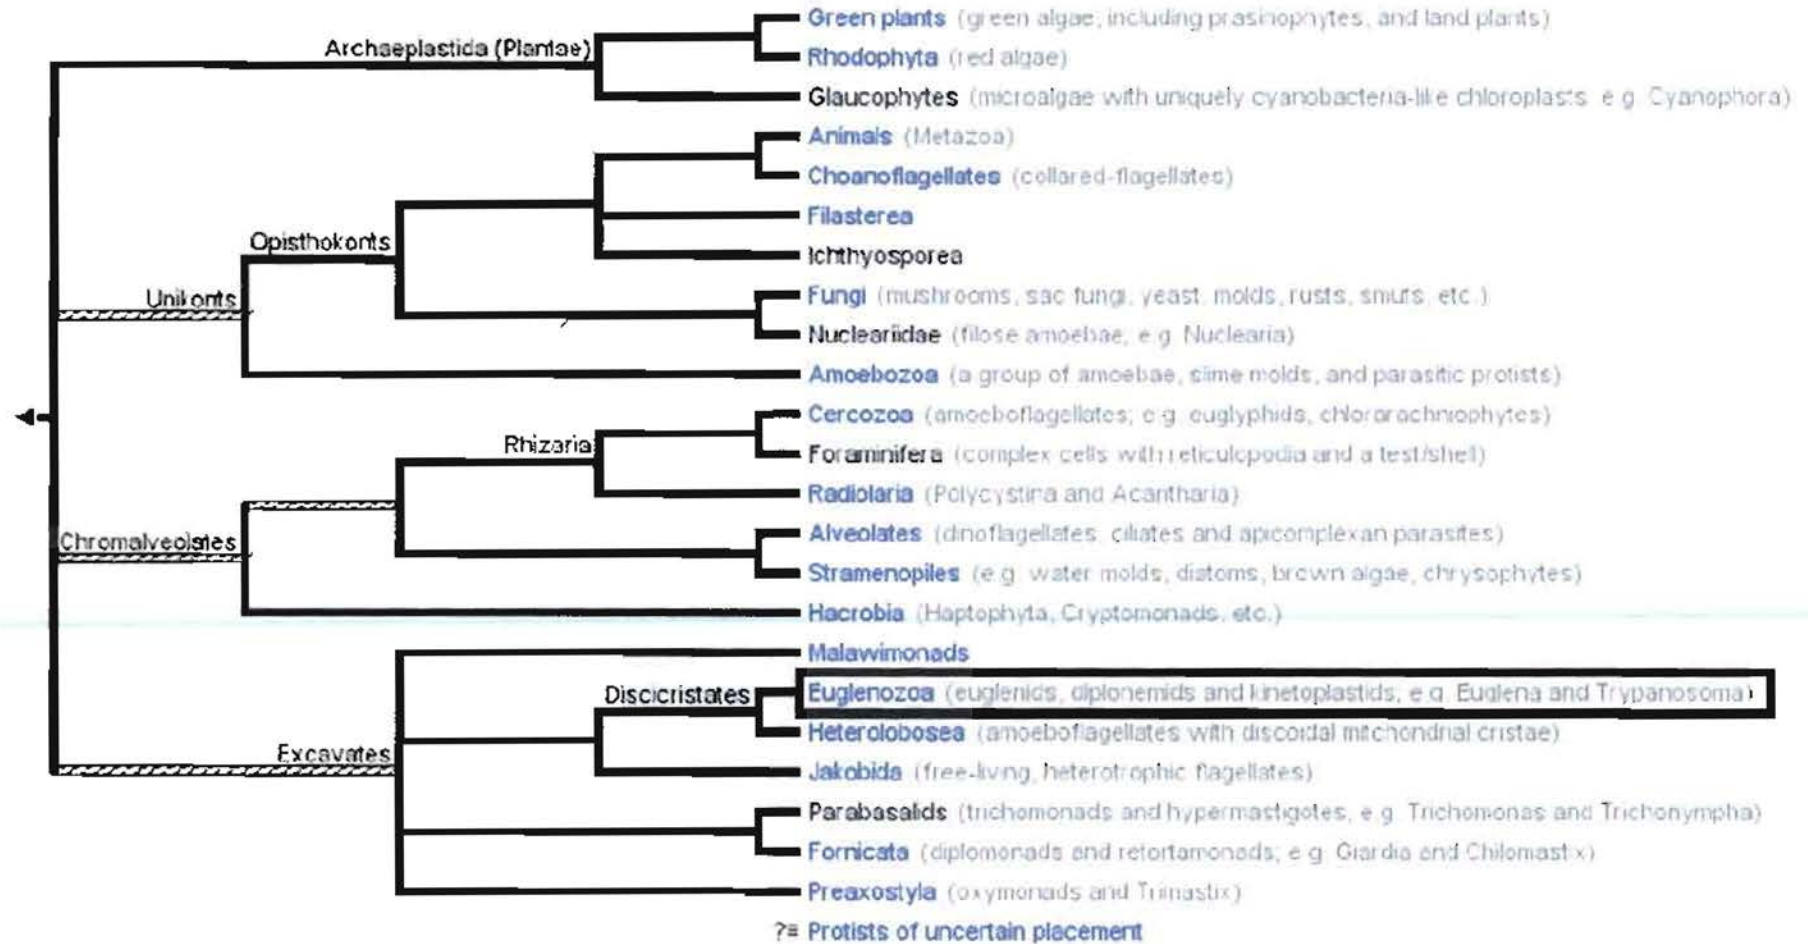 Green plants (green algae, including prasinophytes, and land plants)
Archaeplastida (Plantae)
Rhodophyta (red algae)
Glaucophytes (microalgae with uniquely cyanobacteria-like chloroplasts e g Cyanophora)
Animals (Metazoa)
Choanoflagellates (collared-flagellates)
Filasterea
Opisthokonts
Ichthyosporea
Unikonts
Fungi (mushrooms, sac fungi, yeast, molds, rusts, smuts, etc.)
Nucleariidae (filose amoebae, e.g. Nuclearia)
Amoebozoa (a group of amoebae, slime molds, and parasitic protists)
Cercozoa (amoeboflagellates; e.g. euglyphids, chlorarachniophytes)
Rhizaria
Foraminifera (complex cells with reticulopodia and a test/shell)
Radiolaria (Polycystina and Acantharia)
Alveolates (dinoflagellates ciliates and apicomplexan parasites)
Chromalveolates
Stramenopiles (e.g. water molds, diatoms, brown algae, chrysophytes)
Hacrobia (Haptophyta, Cryptomonads, etc.)
Malawimonads
Discicristates
Euglenozoa (euglenids, diplonemids and kinetoplastids, e.g. Euglena and Trypanosoma)
Heterolobosea (amoeboflagellates with discoidal mitchondrial cristae)
Excavates
Jakobida (free-living, heterotrophic flagellates)
Parabasalids (trichomonads and hypermastigotes, e.g. Trichomonas and Trichonympha)
Fornicata (diplomonads and retortamonads; e g Giardia and Chilomastix)
Preaxostyla (oxymonads and Trimastix)
?= Protists of uncertain placement